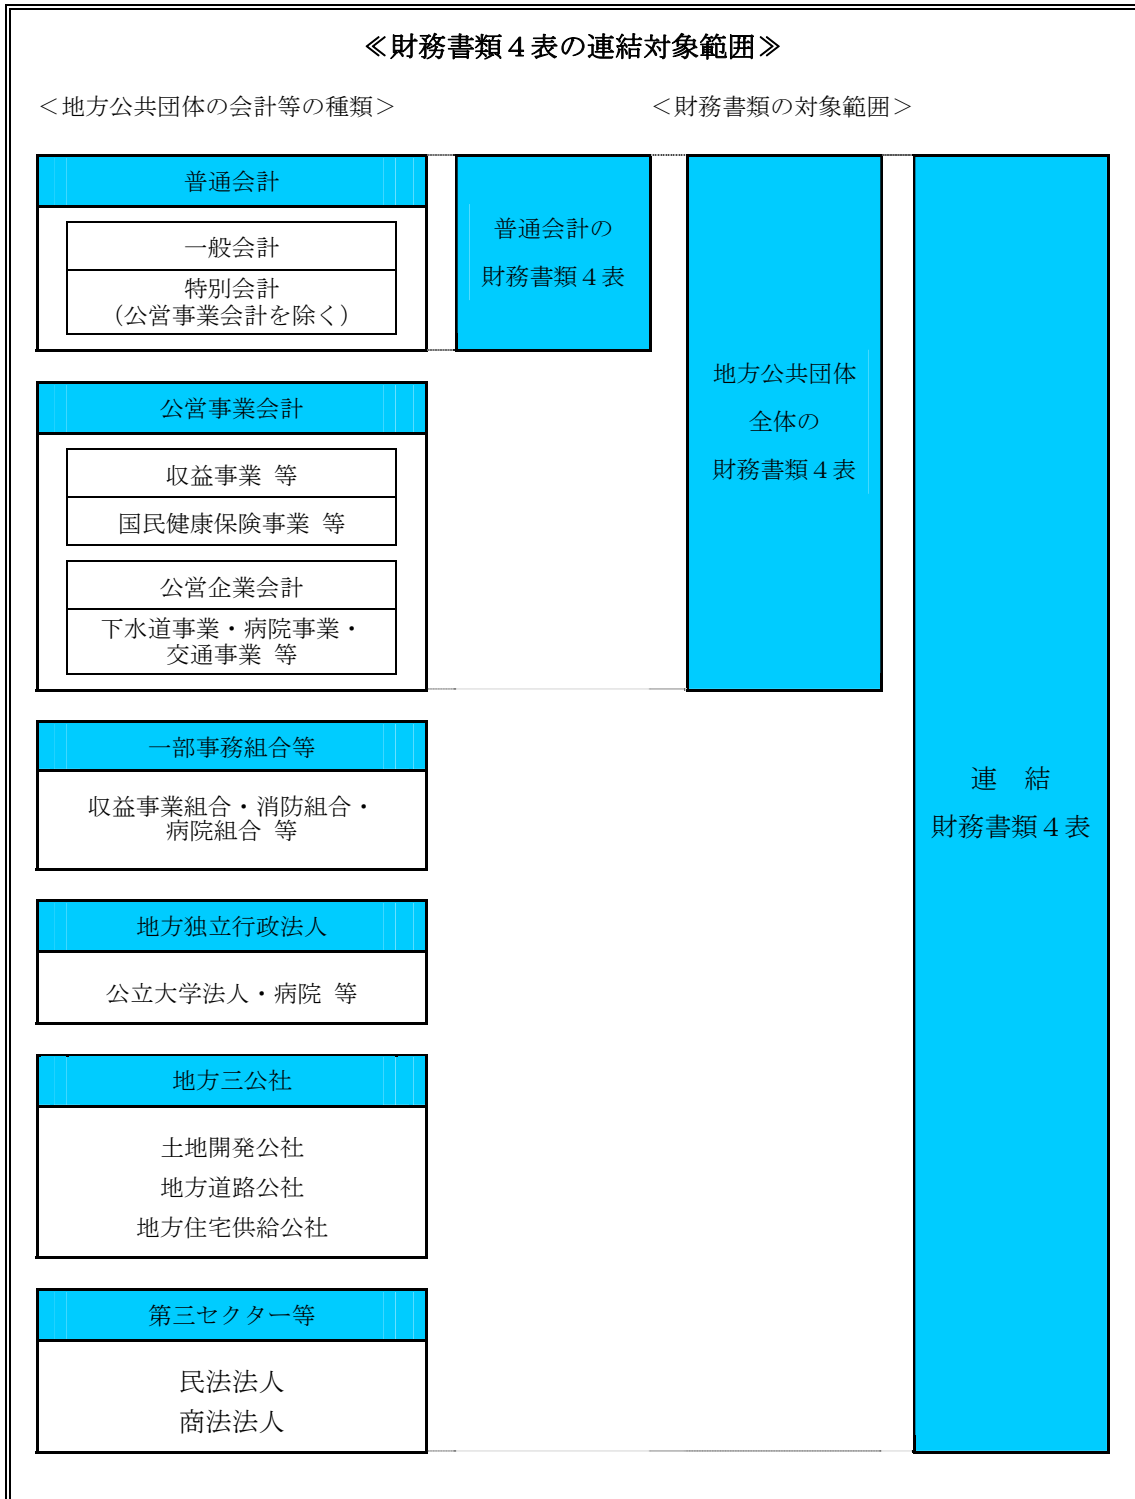 ≪財務書類４表の連結対象範囲≫
＜地方公共団体の会計等の種類＞
＜財務書類の対象範囲＞
普通会計
一般会計
特別会計
（公営事業会計を除く）
公営事業会計
収益事業 等
国民健康保険事業 等
公営企業会計
下水道事業・病院事業・
交通事業 等
一部事務組合等
収益事業組合・消防組合・
病院組合 等
地方独立行政法人
公立大学法人・病院 等
地方三公社
土地開発公社
地方道路公社
地方住宅供給公社
第三セクター等
民法法人
商法法人
普通会計の
財務書類４表
地方公共団体
全体の
財務書類４表
連　結
財務書類４表